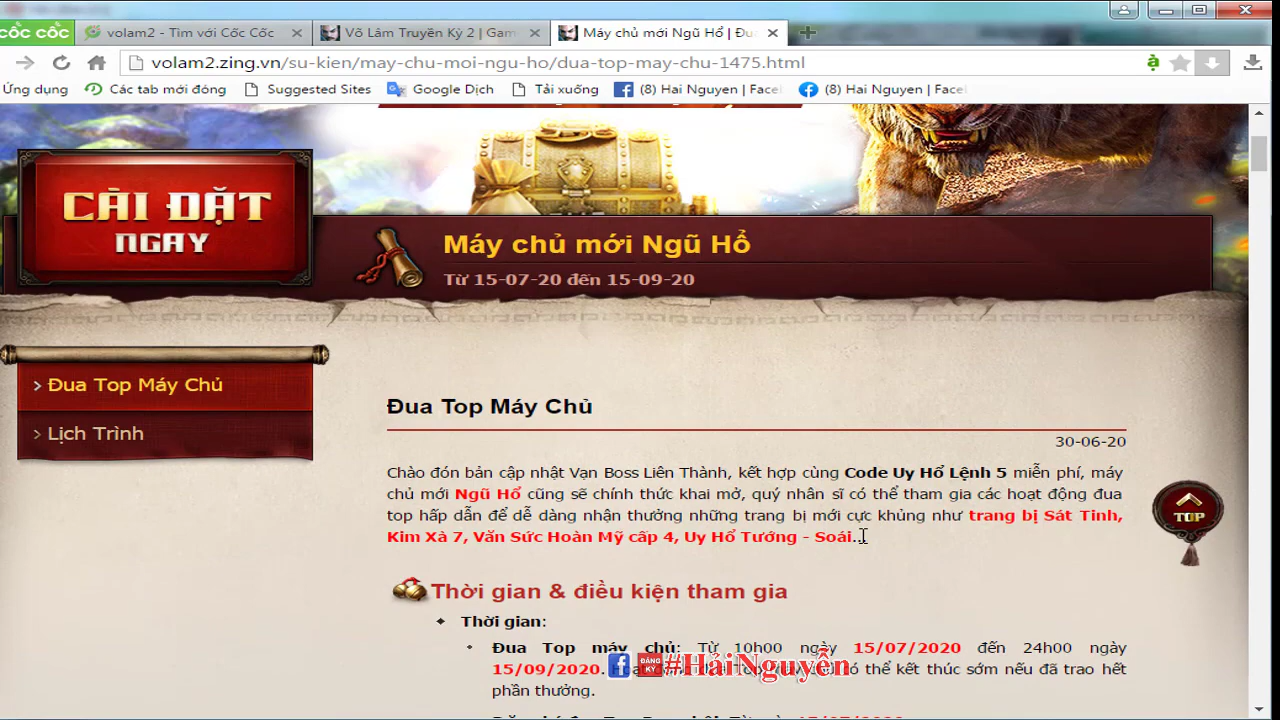 cốc cốc
volam2 - Tìm với Cốc Cốc
Võ Lâm Truyền Kỳ 2 | Gam
Máy chủ mới Ngũ Hổ | Đua
volam2.zing.vn/su-kien/may-chu-moi-ngu-ho/dua-top-may-chu-1475.html
Ứng dụng
Các tab mới đóng
Suggested Sites
Google Dịch
Tải xuống
(8) Hai Nguyen | Face
(8) Hai Nguyen | Face
CÀI ĐẶT
NGAY
Máy chủ mới Ngũ Hổ
Từ 15-07-20 đến 15-09-20
> Đua Top Máy Chủ
> Lịch Trình
Đua Top Máy Chủ
30-06-20
Chào đón bản cập nhật Vạn Boss Liên Thành, kết hợp cùng Code Uy Hổ Lệnh 5 miễn phí, máy
chủ mới Ngũ Hổ cũng sẽ chính thức khai mở, quý nhân sĩ có thể tham gia các hoạt động đua
top hấp dẫn để dễ dàng nhận thưởng những trang bị mới cực khủng như trang bị Sát Tinh,
Kim Xà 7, Văn Sức Hoàn Mỹ cấp 4, Uy Hổ Tướng - Soái...
TOP
Thời gian & điều kiện tham gia
Thời gian:
Đua Top máy chủ: Từ 10h00 ngày 15/07/2020 đến 24h00 ngày
15/09/2020. có thể kết thúc sớm nếu đã trao hết
ĐĂNG KÝ #HảiNguyễn
phần thưởng.